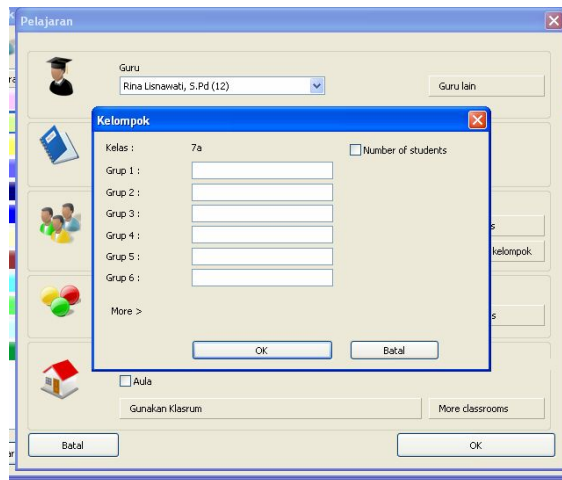 Pelajaran
Guru
Rina Lisnawati, S.Pd (12)
Guru lain
Kelompok
Kelas :
7a
Number of students
Grup 1 :
Grup 2 :
Grup 3 :
Grup 4 :
Grup 5 :
Grup 6 :
More >
OK
Batal
kelompok
Aula
Gunakan Klasrum
More classrooms
Batal
OK